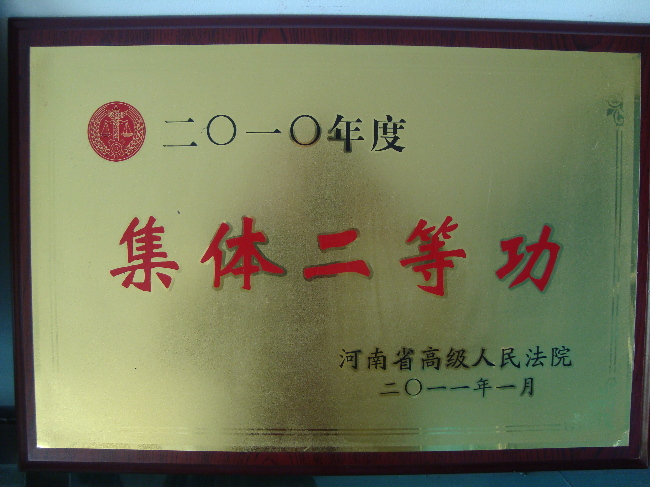 二〇一〇年度
集体二等功
河南省高级人民法院
二〇一一年一月